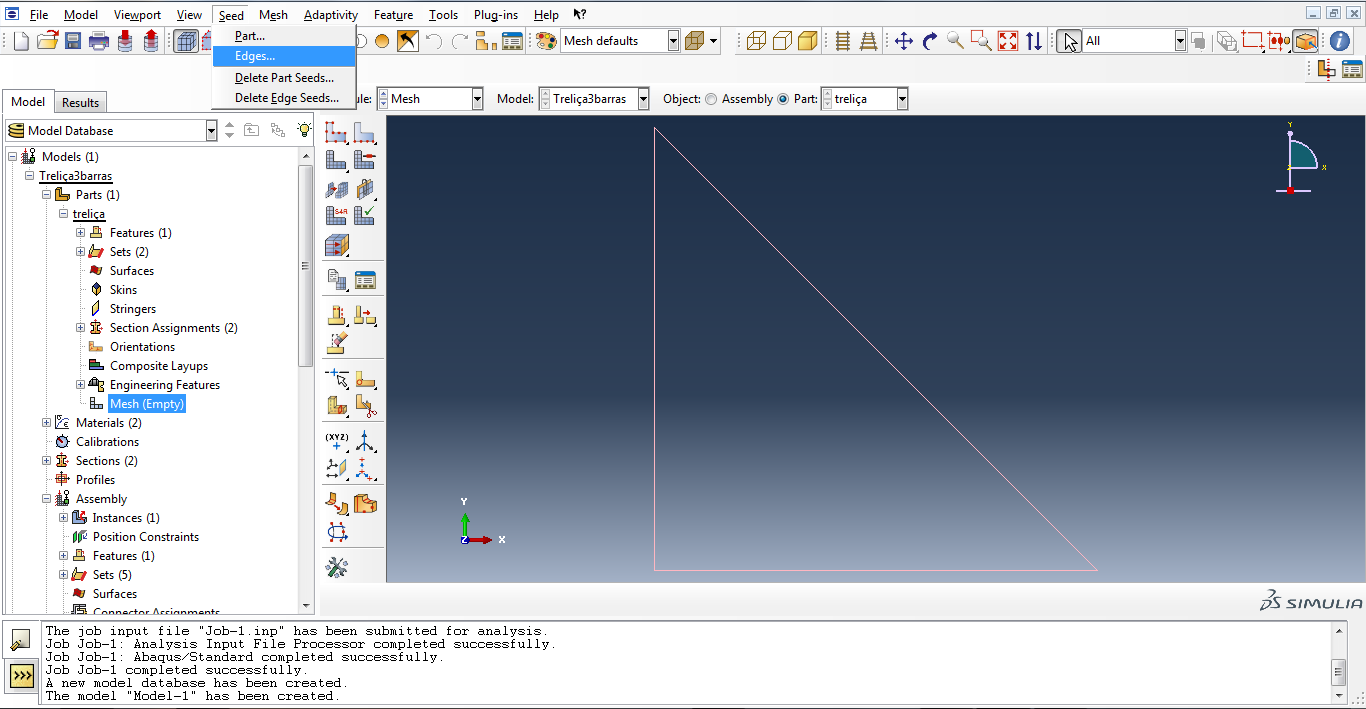 File Model Viewport View Seed Mesh Adaptivity Feature Tools Plug-ins Help
Part...
Edges...
Delete Part Seeds...
Delete Edge Seeds...
Mesh defaults
All
Model Results
Mesh Model: Treliça3barras Object: Assembly Part: treliça
Model Database
Models (1)
Treliça3barras
Parts (1)
treliça
Features (1)
Sets (2)
Surfaces
Skins
Stringers
Section Assignments (2)
Orientations
Composite Layups
Engineering Features
Mesh (Empty)
Materials (2)
Calibrations
Sections (2)
Profiles
Assembly
Instances (1)
Position Constraints
Features (1)
Sets (5)
Surfaces
Connector Assignments
S4R
(XYZ)
Y
X
Y
Z
X
SIMULIA
The job input file "Job-1.inp" has been submitted for analysis.
Job Job-1: Analysis Input File Processor completed successfully.
Job Job-1: Abaqus/Standard completed successfully.
Job Job-1 completed successfully.
A new model database has been created.
The model "Model-1" has been created.
>>>